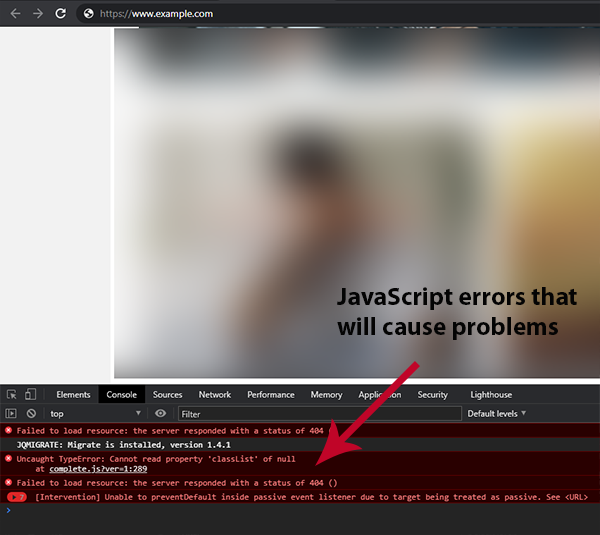 https://www.example.com
JavaScript errors that
will cause problems
Elements Console Sources Network Performance Memory Application Security Lighthouse
top Filter Default levels
Failed to load resource: the server responded with a status of 404 ()
JQMIGRATE: Migrate is installed, version 1.4.1
Uncaught TypeError: Cannot read property 'classList' of null
at complete.js?ver=1:289
Failed to load resource: the server responded with a status of 404 ()
7 [Intervention] Unable to preventDefault inside passive event listener due to target being treated as passive. See <URL>